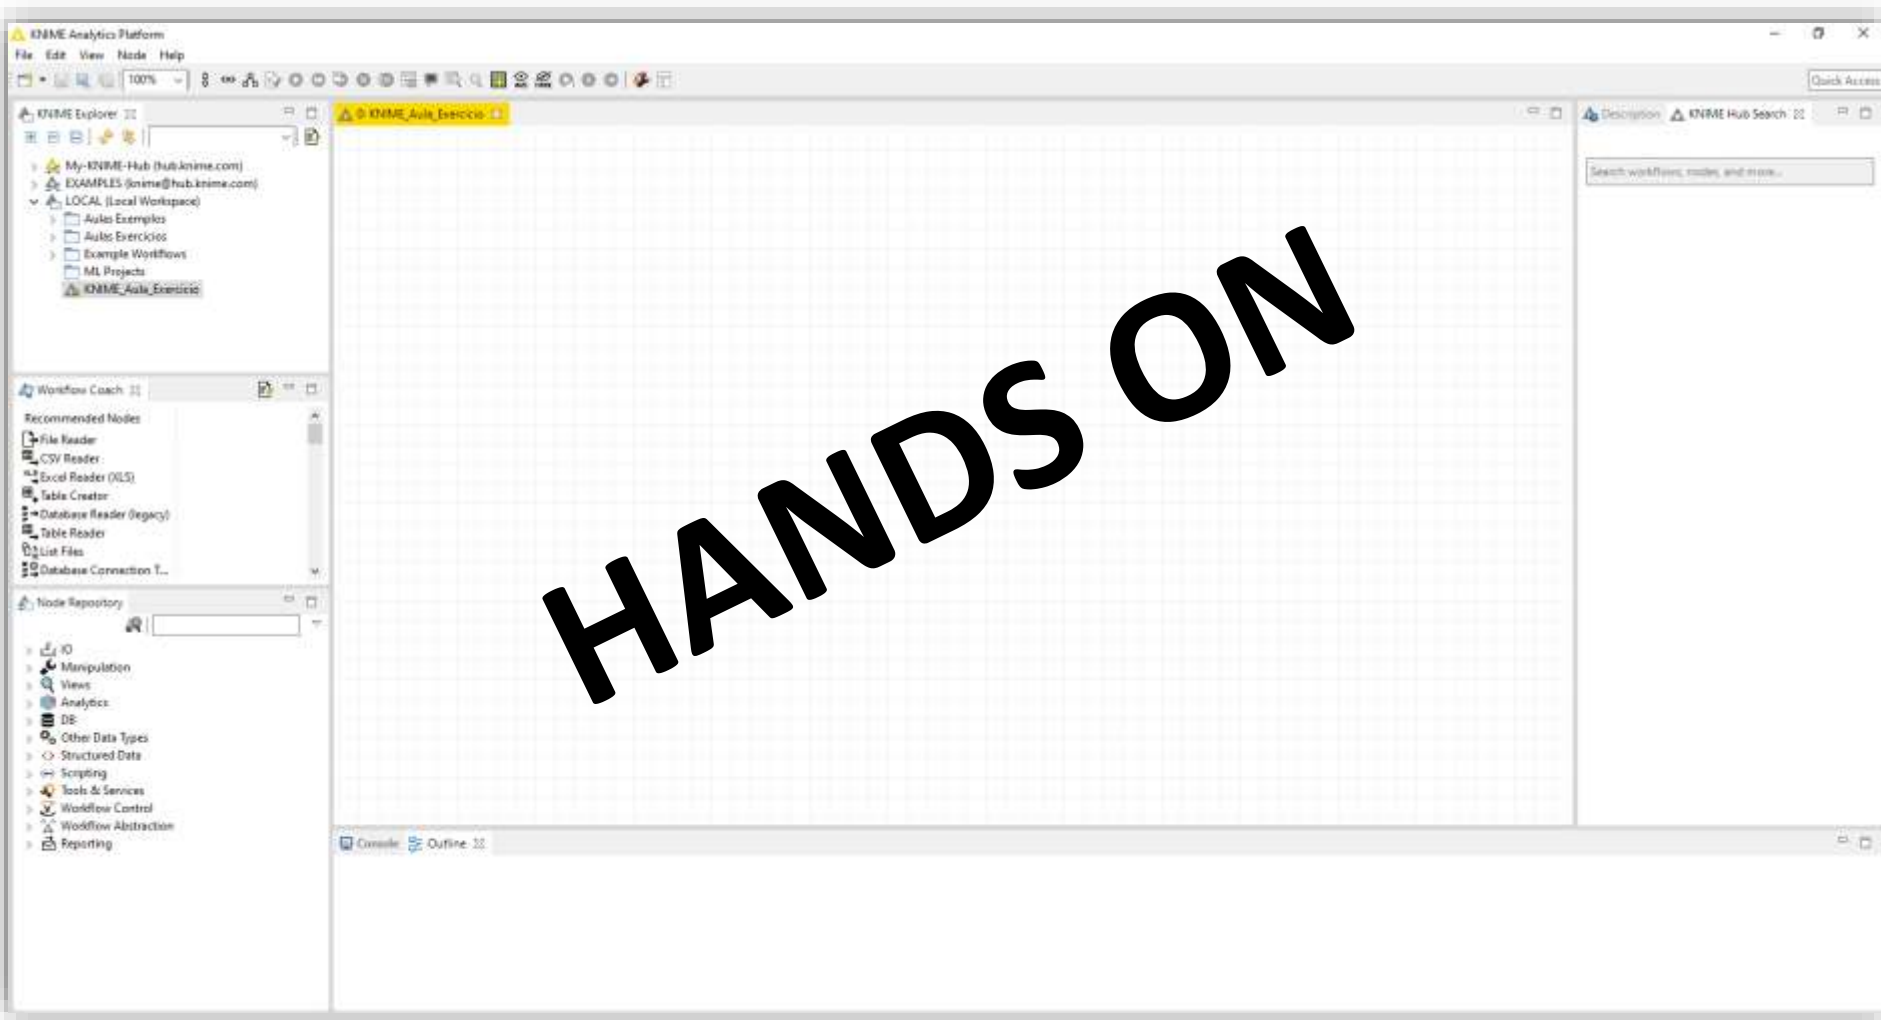 KNIME Analytics Platform
File Edit View Node Help
100%
Quick Access
KNIME Explorer
My-KNIME-Hub (hub.knime.com)
EXAMPLES (knime@hub.knime.com)
LOCAL (Local Workspace)
Aulas Exemplos
Aulas Exercicios
Example Workflows
ML Projects
KNIME_Aula_Exercicio
Workflow Coach
Recommended Nodes
File Reader
CSV Reader
Excel Reader (XLS)
Table Creator
Database Reader (legacy)
Table Reader
List Files
Database Connection T...
Node Repository
IO
Manipulation
Views
Analytics
DB
Other Data Types
Structured Data
Scripting
Tools & Services
Workflow Control
Workflow Abstraction
Reporting
0: KNIME_Aula_Exercicio
HANDS ON
Console Outline
Description KNIME Hub Search
Search workflows, nodes, and more...